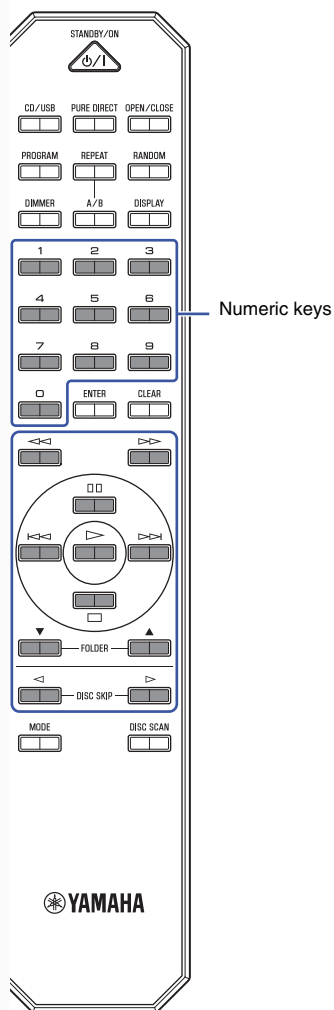 STANDBY/ON
CD/USB PURE DIRECT OPEN/CLOSE
PROGRAM REPEAT RANDOM
DIMMER A/B DISPLAY
1 2 3
4 5 6
Numeric keys
7 8 9
0 ENTER CLEAR
FOLDER
DISC SKIP
MODE DISC SCAN
YAMAHA